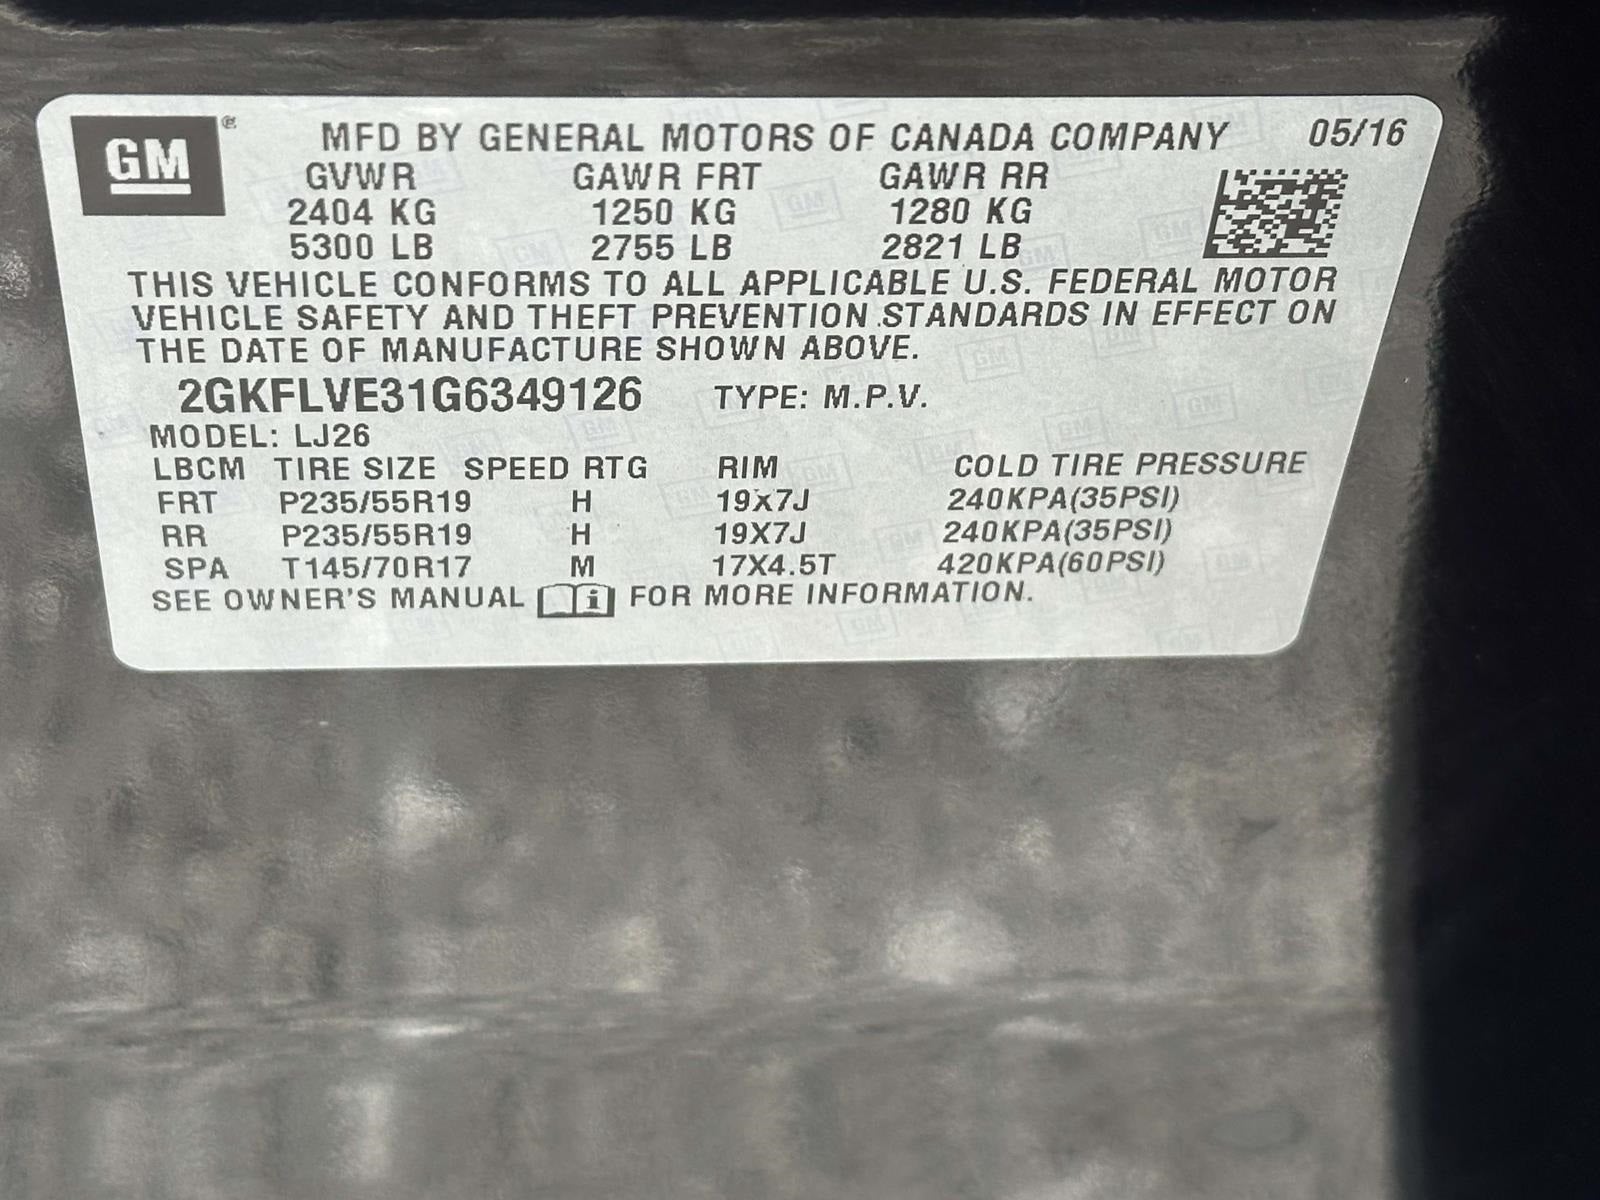 GM®
MFD BY GENERAL MOTORS OF CANADA COMPANY 05/16
GVWR GAWR FRT GAWR RR
2404 KG 1250 KG 1280 KG
5300 LB 2755 LB 2821 LB
THIS VEHICLE CONFORMS TO ALL APPLICABLE U.S. FEDERAL MOTOR
VEHICLE SAFETY AND THEFT PREVENTION STANDARDS IN EFFECT ON
THE DATE OF MANUFACTURE SHOWN ABOVE.
2GKFLVE31G6349126 TYPE: M.P.V.
MODEL: LJ26
LBCM TIRE SIZE SPEED RTG RIM COLD TIRE PRESSURE
FRT P235/55R19 H 19X7J 240KPA(35PSI)
RR P235/55R19 H 19X7J 240KPA(35PSI)
SPA T145/70R17 M 17X4.5T 420KPA(60PSI)
SEE OWNER'S MANUAL i FOR MORE INFORMATION.